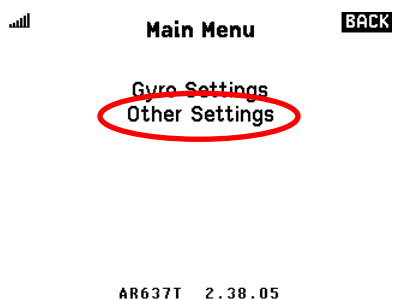 Main Menu
BACK
Gyro Settings
Other Settings
AR637T 2.38.05